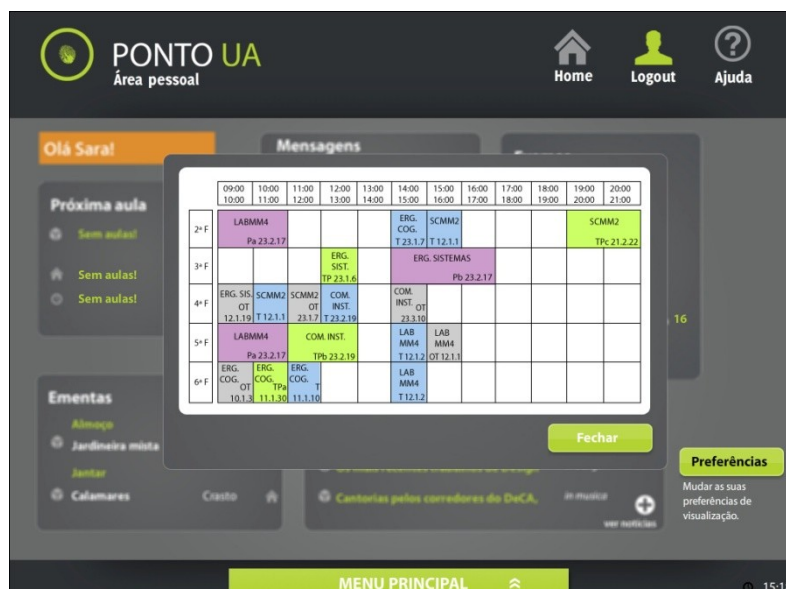 PONTO UA
Área pessoal
Home
Logout
Ajuda
Olá Sara!
Mensagens
Próxima aula
Sem aulas!
Sem aulas!
Sem aulas!
09:00 10:00 11:00 12:00 13:00 14:00 15:00 16:00 17:00 18:00 19:00 20:00
10:00 11:00 12:00 13:00 14:00 15:00 16:00 17:00 18:00 19:00 20:00 21:00
2ª F
LABMM4
Pa 23.2.17
ERG.
COG.
T 23.1.7
SCMM2
T 12.1.1
SCMM2
TPc 21.2.22
3ª F
ERG.
SIST.
TP 23.1.6
ERG. SISTEMAS
Pb 23.2.17
4ª F
ERG. SIS.
OT
12.1.19
SCMM2
T 12.1.1
SCMM2
OT
23.1.7
COM.
INST.
T 23.2.19
COM.
INST. OT
23.3.10
5ª F
LABMM4
Pa 23.2.17
COM. INST.
TPb 23.2.19
LAB
MM4
T 12.1.2
LAB
MM4
OT 12.1.1
6ª F
ERG.
COG.
OT
10.1.3
ERG.
COG.
TPa
11.1.30
ERG.
COG.
T
11.1.10
LAB
MM4
T 12.1.2
Fechar
16
Ementas
Almoço
Jardineira mista
Jantar
Calamares
Crasto
Cantorias pelos corredores do DeCA.
in musica
ver notícias
Preferências
Mudar as suas
preferências de
visualização.
MENU PRINCIPAL